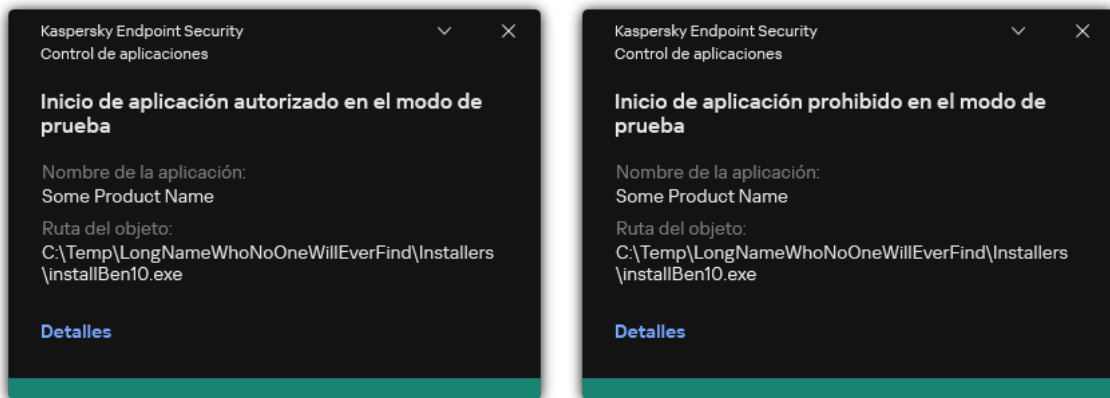 Kaspersky Endpoint Security
Control de aplicaciones
Inicio de aplicación autorizado en el modo de
prueba
Nombre de la aplicación:
Some Product Name
Ruta del objeto:
C:\Temp\LongNameWhoNoOneWillEverFind\Installers
\installBen10.exe
Detalles
Kaspersky Endpoint Security
Control de aplicaciones
Inicio de aplicación prohibido en el modo de
prueba
Nombre de la aplicación:
Some Product Name
Ruta del objeto:
C:\Temp\LongNameWhoNoOneWillEverFind\Installers
\installBen10.exe
Detalles